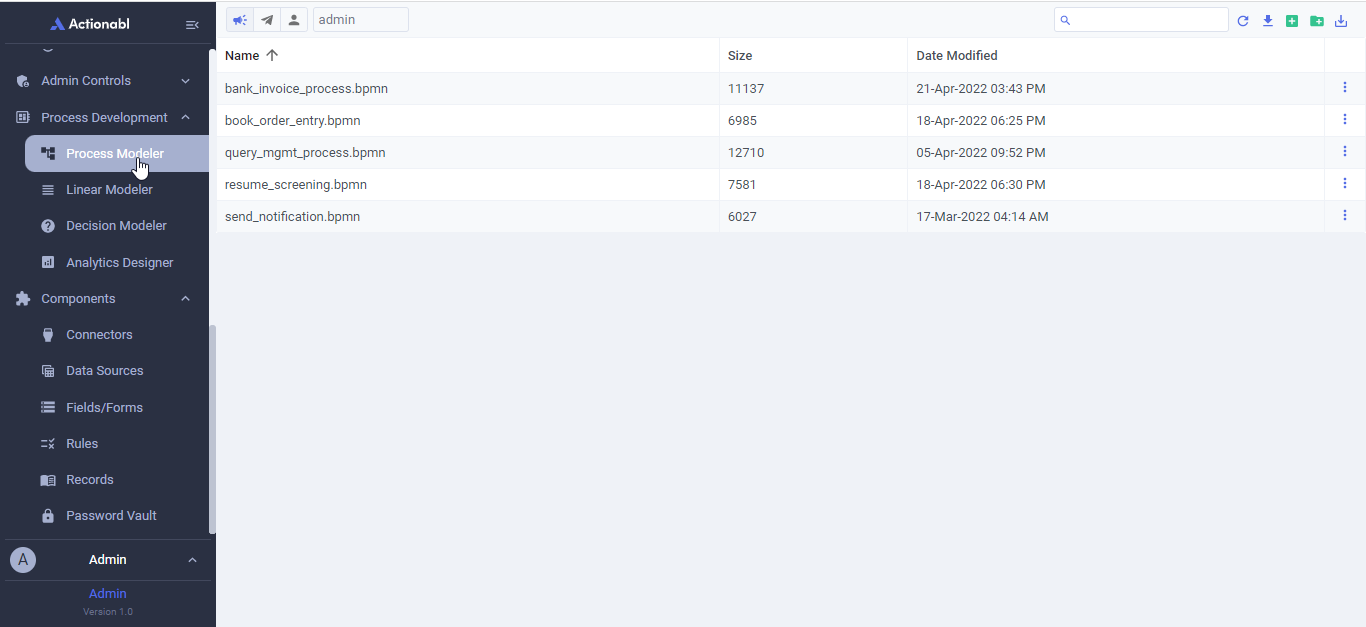 Actionabl
Admin Controls
Process Development
Process Modeler
Linear Modeler
Decision Modeler
Analytics Designer
Components
Connectors
Data Sources
Fields/Forms
Rules
Records
Password Vault
A Admin
Admin
Version 1.0
admin
Name Size Date Modified
bank_invoice_process.bpmn 11137 21-Apr-2022 03:43 PM
book_order_entry.bpmn 6985 18-Apr-2022 06:25 PM
query_mgmt_process.bpmn 12710 05-Apr-2022 09:52 PM
resume_screening.bpmn 7581 18-Apr-2022 06:30 PM
send_notification.bpmn 6027 17-Mar-2022 04:14 AM